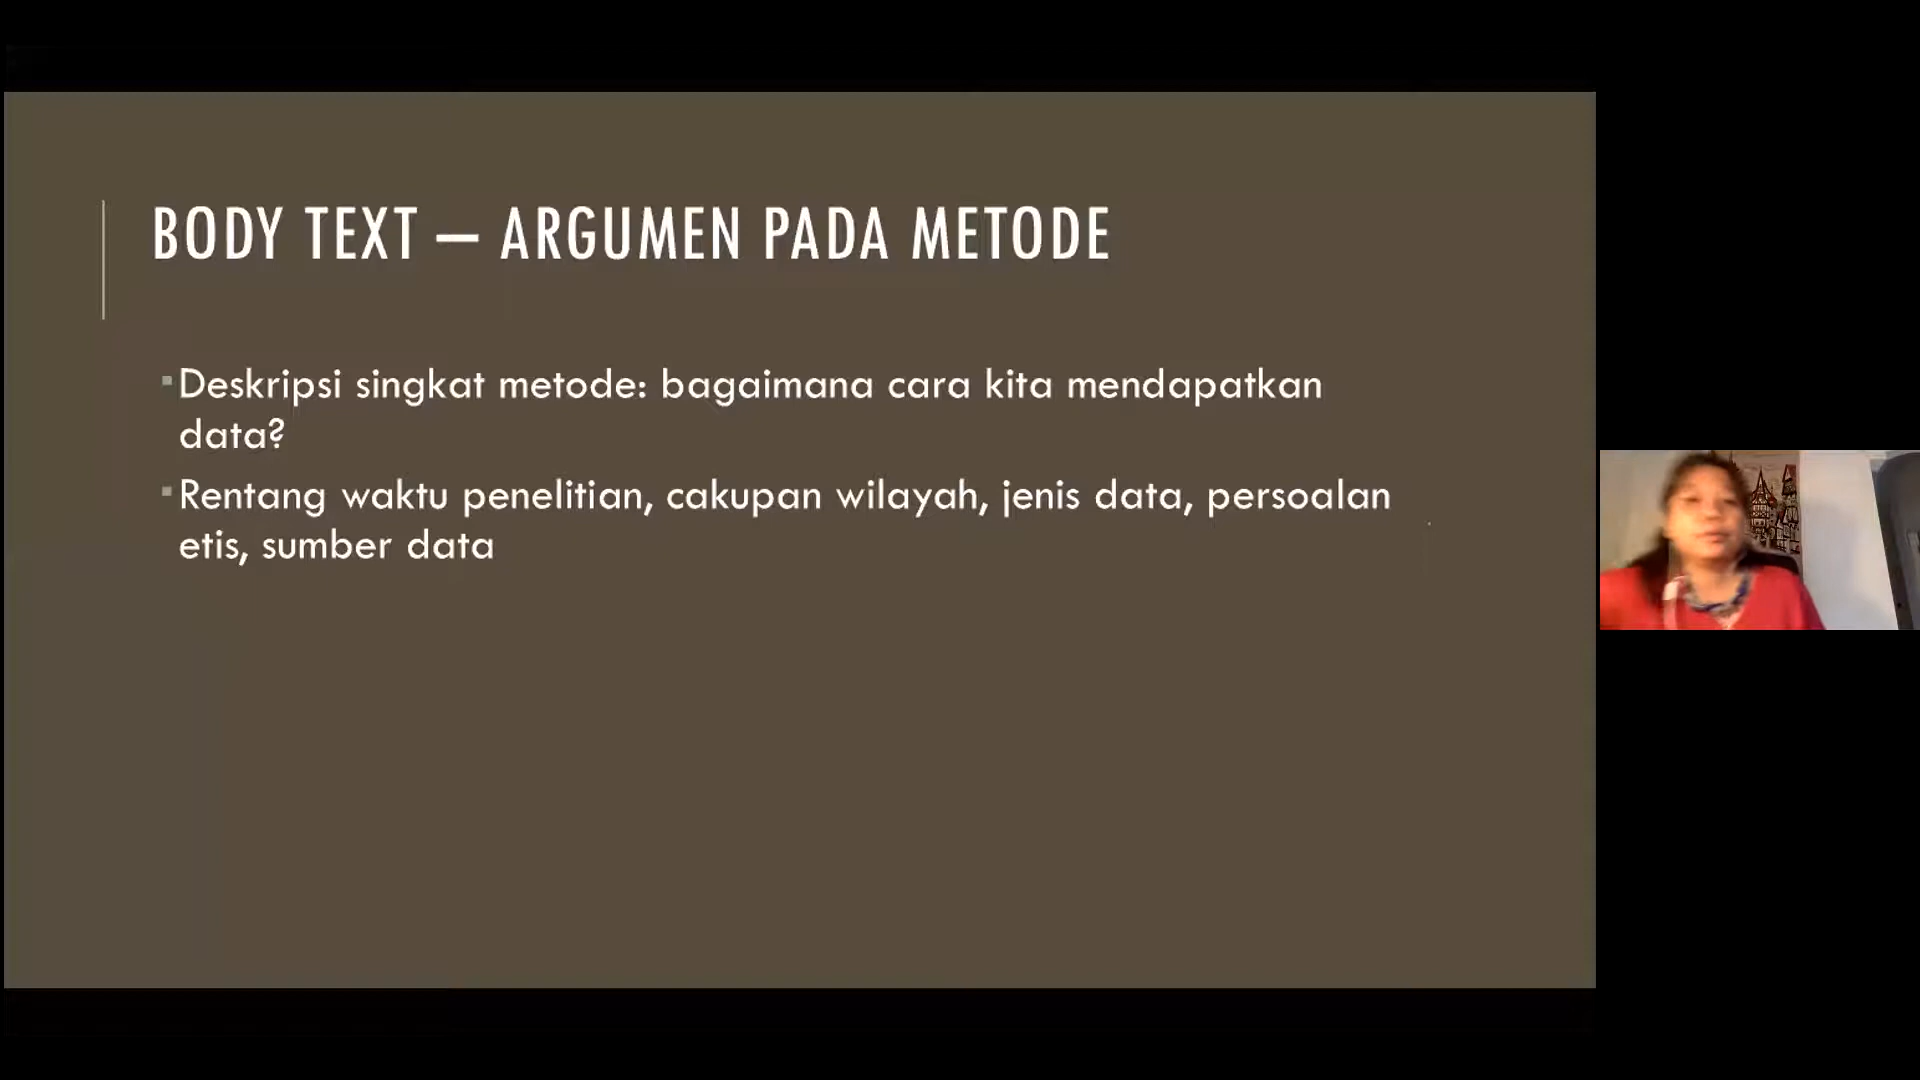 BODY TEXT – ARGUMEN PADA METODE
▪Deskripsi singkat metode: bagaimana cara kita mendapatkan
data?
▪Rentang waktu penelitian, cakupan wilayah, jenis data, persoalan
etis, sumber data